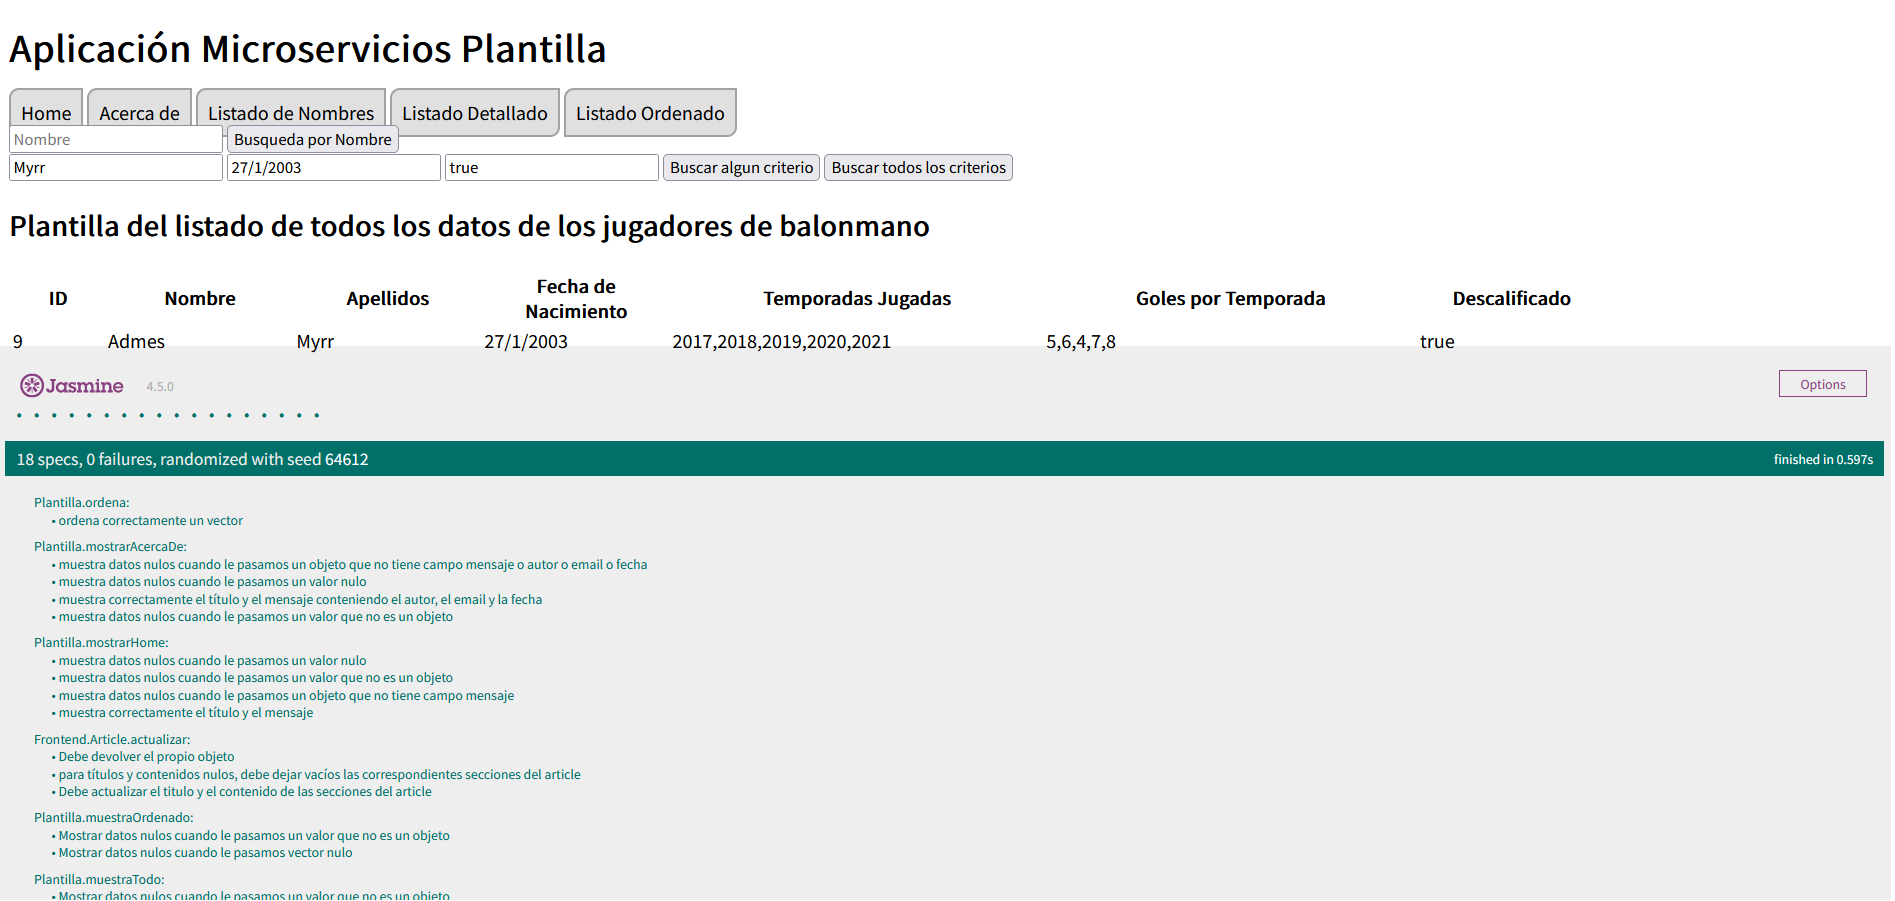 Aplicación Microservicios Plantilla
Home Acerca de Listado de Nombres Listado Detallado Listado Ordenado
Nombre Busqueda por Nombre
Myrr 27/1/2003 true Buscar algun criterio Buscar todos los criterios
Plantilla del listado de todos los datos de los jugadores de balonmano
ID Nombre Apellidos Fecha de Nacimiento Temporadas Jugadas Goles por Temporada Descalificado
9 Admes Myrr 27/1/2003 2017,2018,2019,2020,2021 5,6,4,7,8 true
Jasmine 4.5.0 Options
• • • • • • • • • • • • • • • • • •
18 specs, 0 failures, randomized with seed 64612 finished in 0.597s
Plantilla.ordena:
• ordena correctamente un vector
Plantilla.mostrarAcercaDe:
• muestra datos nulos cuando le pasamos un objeto que no tiene campo mensaje o autor o email o fecha
• muestra datos nulos cuando le pasamos un valor nulo
• muestra correctamente el título y el mensaje conteniendo el autor, el email y la fecha
• muestra datos nulos cuando le pasamos un valor que no es un objeto
Plantilla.mostrarHome:
• muestra datos nulos cuando le pasamos un valor nulo
• muestra datos nulos cuando le pasamos un valor que no es un objeto
• muestra datos nulos cuando le pasamos un objeto que no tiene campo mensaje
• muestra correctamente el título y el mensaje
Frontend.Article.actualizar:
• Debe devolver el propio objeto
• para títulos y contenidos nulos, debe dejar vacíos las correspondientes secciones del article
• Debe actualizar el titulo y el contenido de las secciones del article
Plantilla.muestraOrdenado:
• Mostrar datos nulos cuando le pasamos un valor que no es un objeto
• Mostrar datos nulos cuando le pasamos vector nulo
Plantilla.muestraTodo:
• Mostrar datos nulos cuando le pasamos un valor que no es un objeto